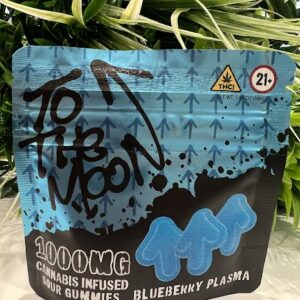 THC!
21+
TO
THE
MOON
1000MG
CANNABIS INFUSED
SOUR GUMMIES
BLUEBERRY PLASMA